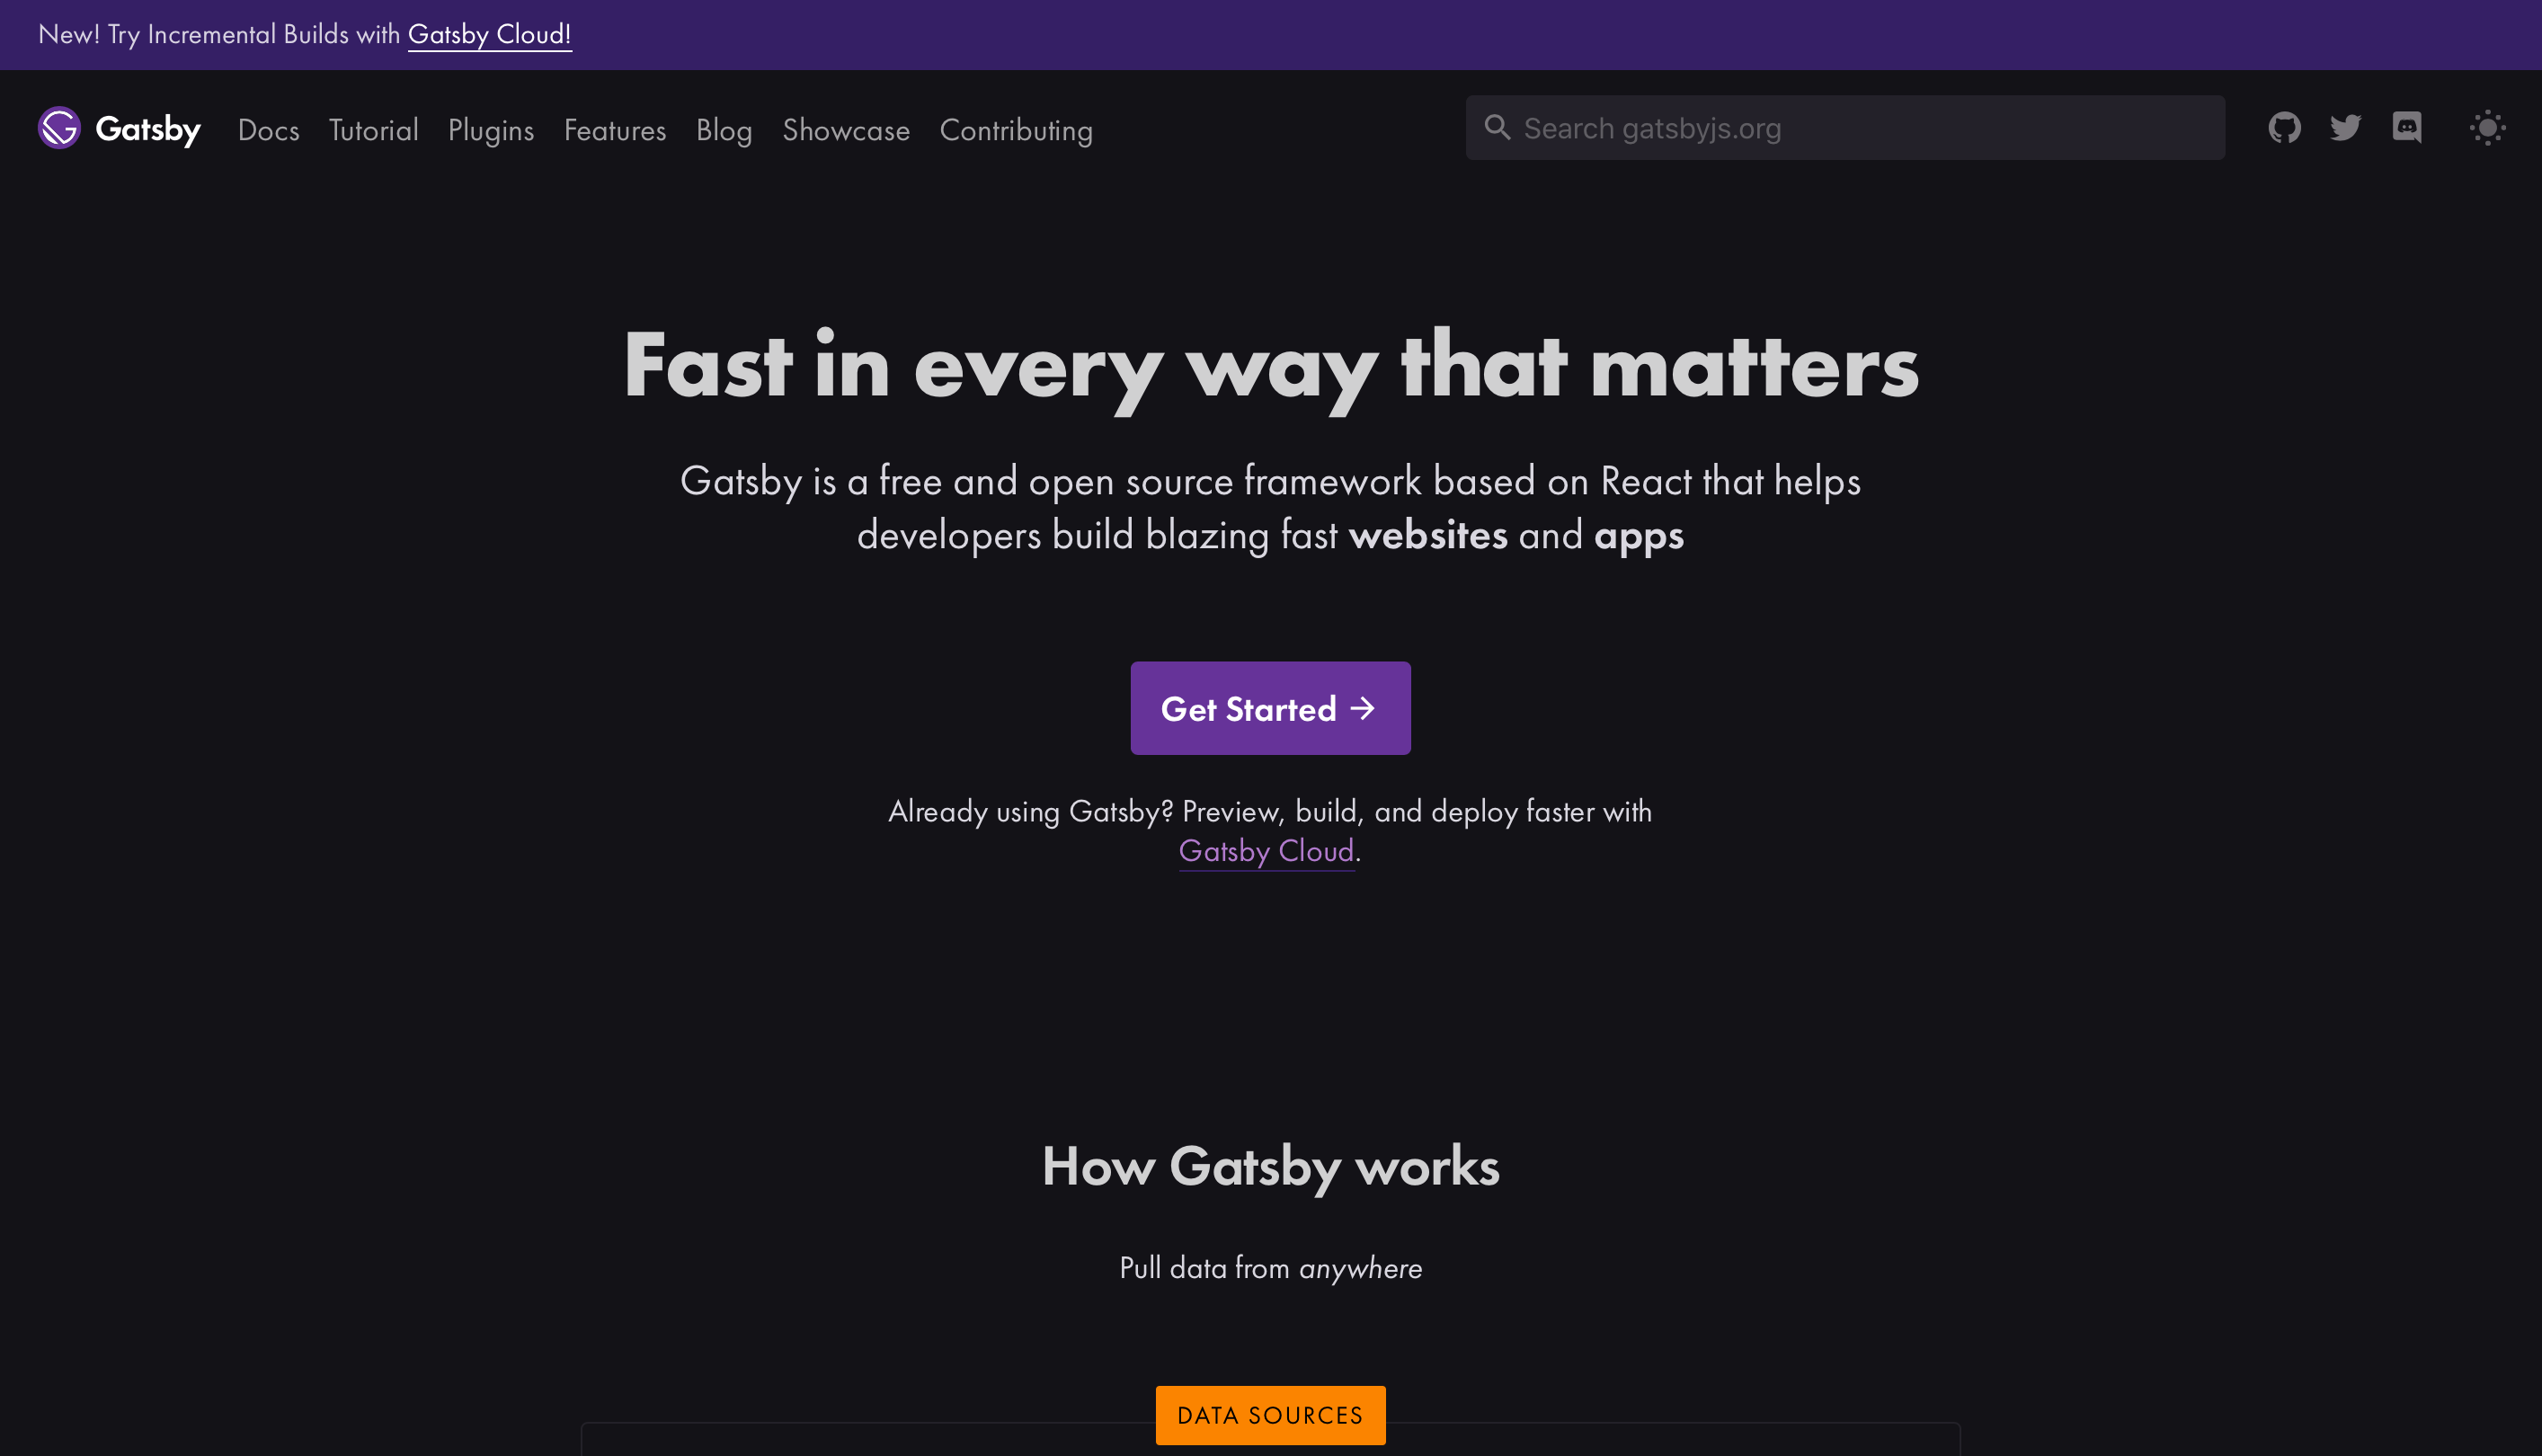 New! Try Incremental Builds with Gatsby Cloud!
Gatsby Docs Tutorial Plugins Features Blog Showcase Contributing Search gatsbyjs.org
Fast in every way that matters
Gatsby is a free and open source framework based on React that helps
developers build blazing fast websites and apps
Get Started →
Already using Gatsby? Preview, build, and deploy faster with
Gatsby Cloud.
How Gatsby works
Pull data from anywhere
DATA SOURCES